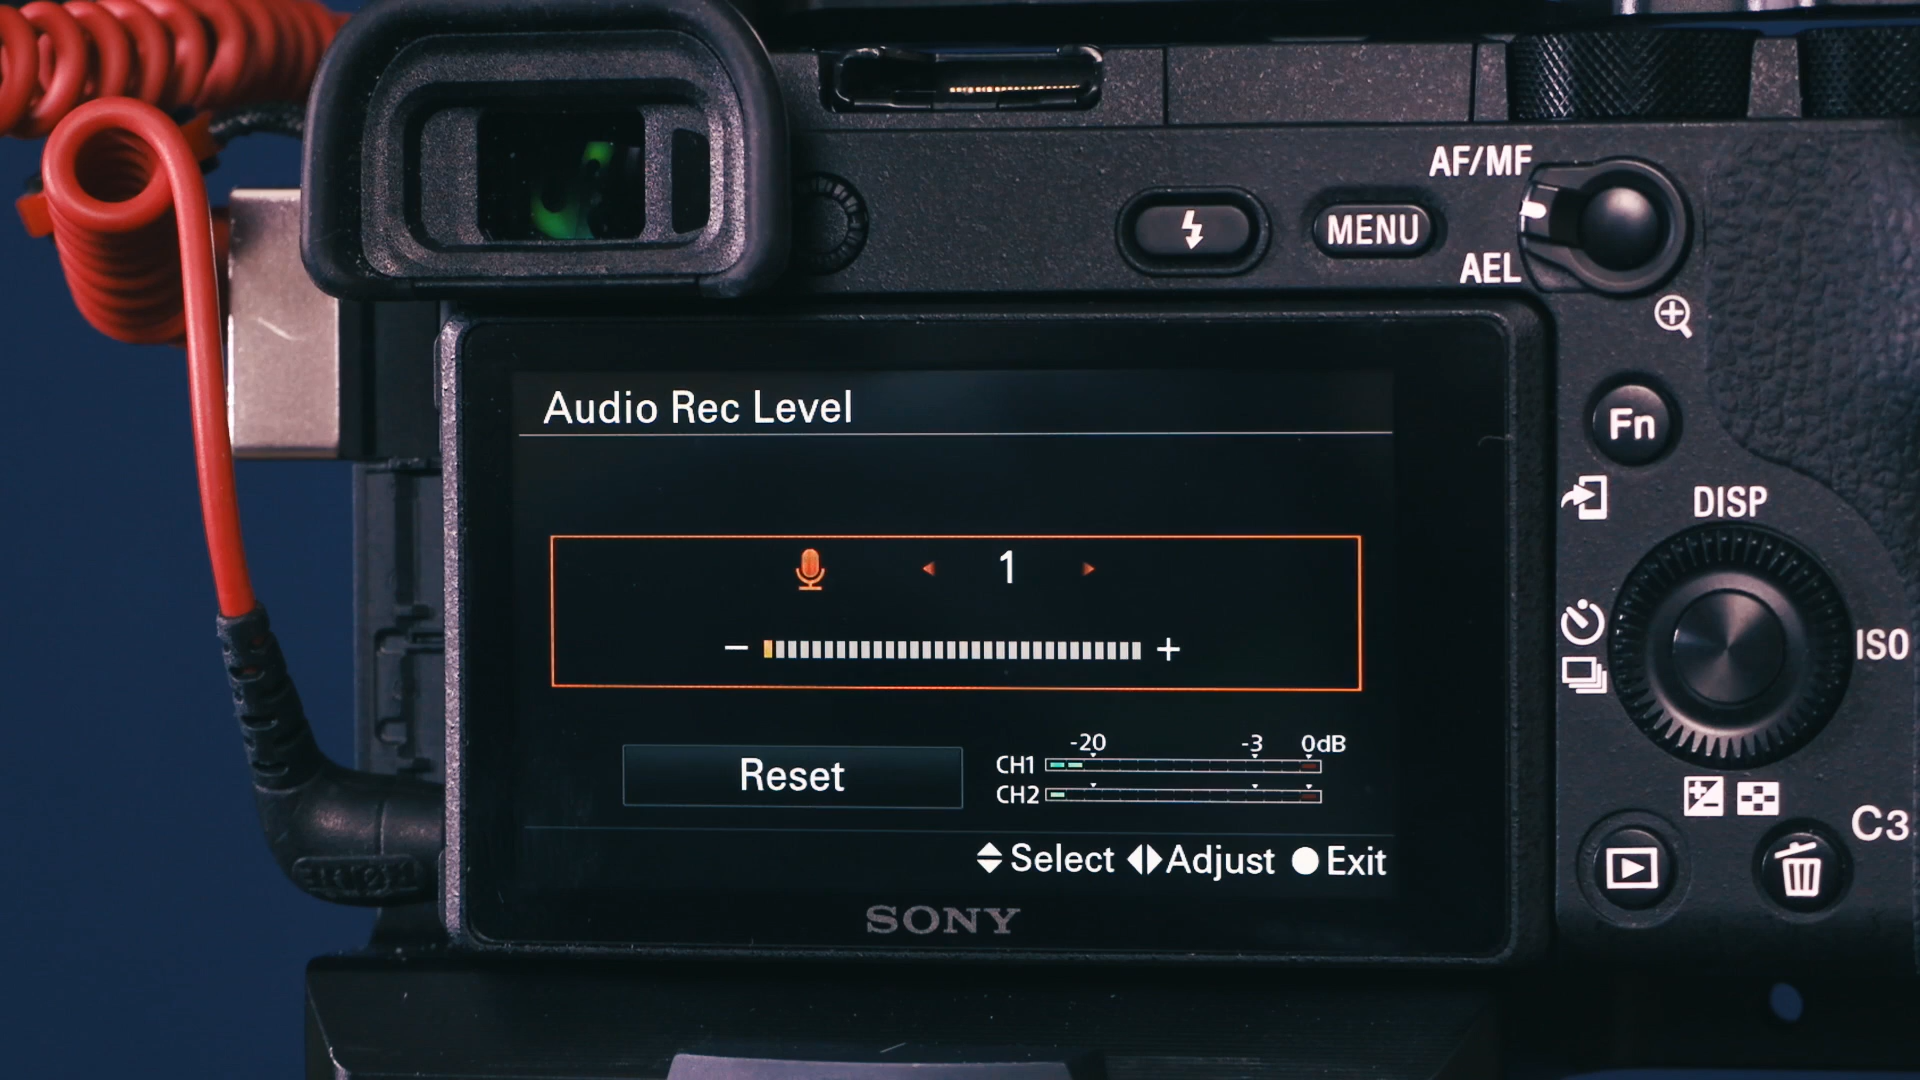 AF/MF
MENU
AEL
Audio Rec Level
Fn
DISP
1
− +
ISO
-20 -3 0dB
CH1
Reset
CH2
C3
Select Adjust Exit
SONY
RODE